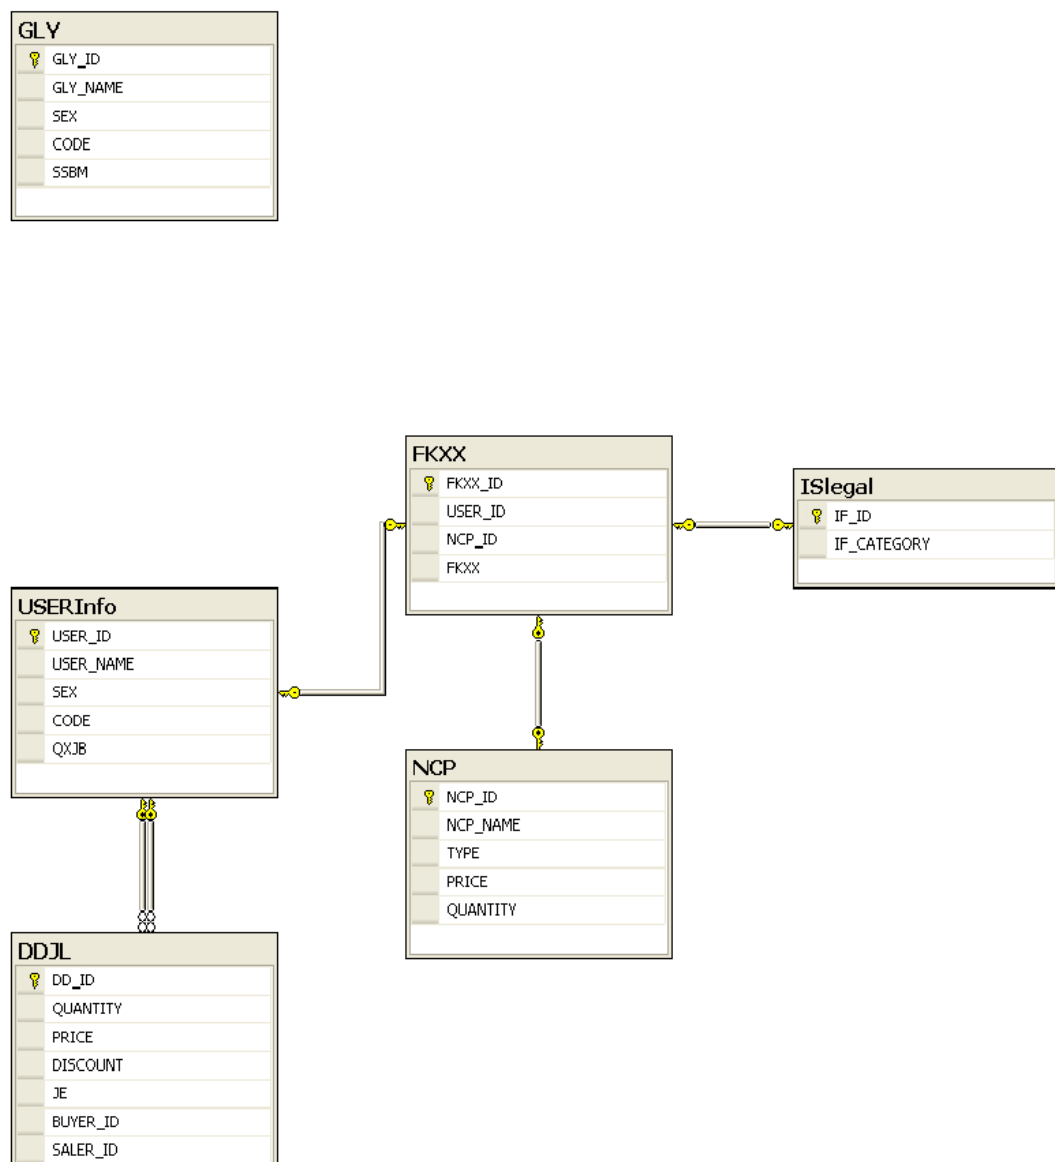 GLY
GLY_ID
GLY_NAME
SEX
CODE
SSBM
FKXX
FKXX_ID
USER_ID
NCP_ID
FKXX
ISlegal
IF_ID
IF_CATEGORY
USERInfo
USER_ID
USER_NAME
SEX
CODE
QXJB
NCP
NCP_ID
NCP_NAME
TYPE
PRICE
QUANTITY
DDJL
DD_ID
QUANTITY
PRICE
DISCOUNT
JE
BUYER_ID
SALER_ID